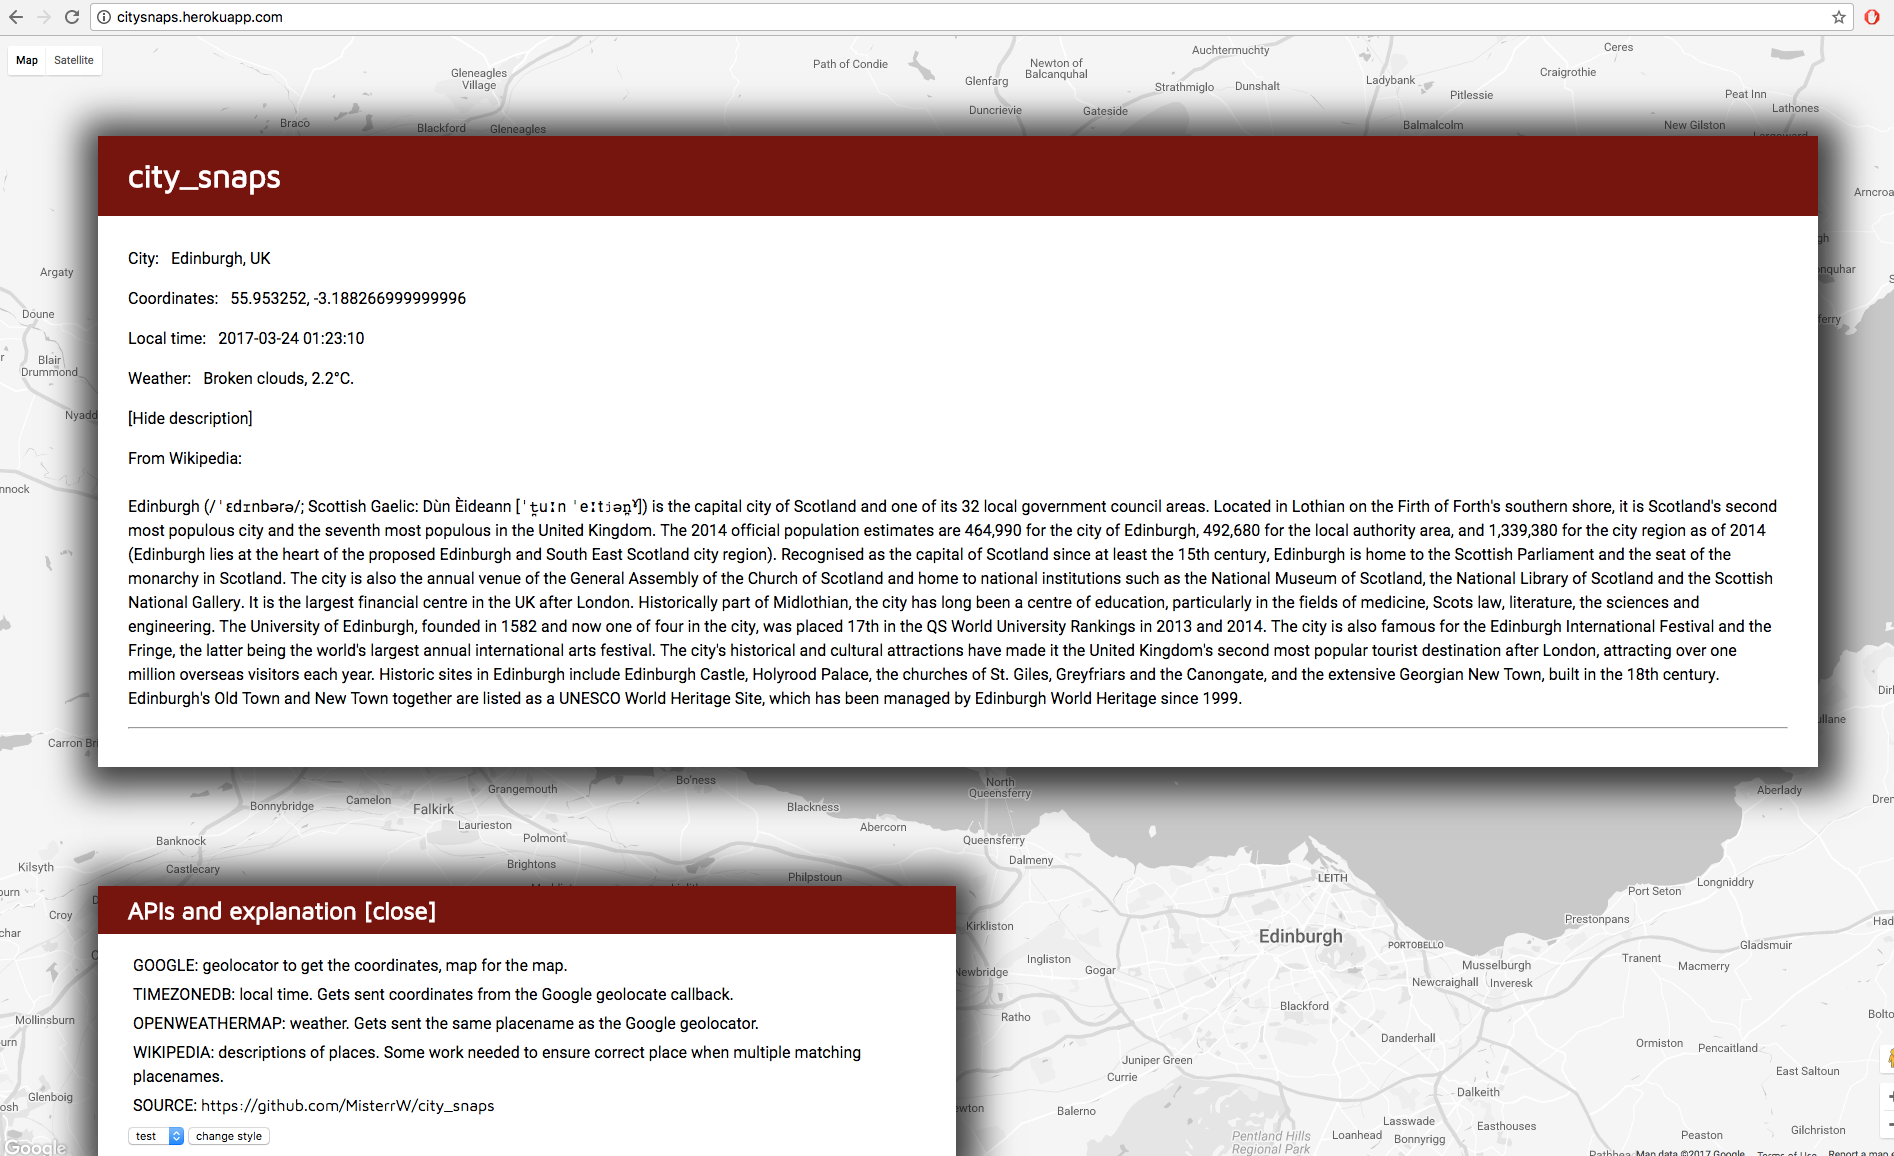 citysnaps.herokuapp.com
Map Satellite
Auchtermuchty
Ceres
Path of Condie
Newton of
Balcanquhal
Craigrothie
Gleneagles
Village
Glenfarg
Strathmiglo
Dunshalt
Ladybank
Pitlessie
Peat Inn
Duncrievie
Gateside
Lathones
Braco
Blackford
Gleneagles
Balmalcolm
New Gilston
city_snaps
Argaty
Doune
Blair
Drummond
City: Edinburgh, UK
Coordinates: 55.953252, -3.188266999999996
Local time: 2017-03-24 01:23:10
Weather: Broken clouds, 2.2°C.
[Hide description]
From Wikipedia:
Edinburgh (/ˈɛdɪnbərə/; Scottish Gaelic: Dùn Èideann [ˈt̪uːn ˈeːtʲən̪ˠ]) is the capital city of Scotland and one of its 32 local government council areas. Located in Lothian on the Firth of Forth's southern shore, it is Scotland's second
most populous city and the seventh most populous in the United Kingdom. The 2014 official population estimates are 464,990 for the city of Edinburgh, 492,680 for the local authority area, and 1,339,380 for the city region as of 2014
(Edinburgh lies at the heart of the proposed Edinburgh and South East Scotland city region). Recognised as the capital of Scotland since at least the 15th century, Edinburgh is home to the Scottish Parliament and the seat of the
monarchy in Scotland. The city is also the annual venue of the General Assembly of the Church of Scotland and home to national institutions such as the National Museum of Scotland, the National Library of Scotland and the Scottish
National Gallery. It is the largest financial centre in the UK after London. Historically part of Midlothian, the city has long been a centre of education, particularly in the fields of medicine, Scots law, literature, the sciences and
engineering. The University of Edinburgh, founded in 1582 and now one of four in the city, was placed 17th in the QS World University Rankings in 2013 and 2014. The city is also famous for the Edinburgh International Festival and the
Fringe, the latter being the world's largest annual international arts festival. The city's historical and cultural attractions have made it the United Kingdom's second most popular tourist destination after London, attracting over one
million overseas visitors each year. Historic sites in Edinburgh include Edinburgh Castle, Holyrood Palace, the churches of St. Giles, Greyfriars and the Canongate, and the extensive Georgian New Town, built in the 18th century.
Edinburgh's Old Town and New Town together are listed as a UNESCO World Heritage Site, which has been managed by Edinburgh World Heritage since 1999.
Carron
Bo'ness
Grangemouth
North
Queensferry
Aberlady
Bonnybridge
Camelon
Falkirk
Blackness
Laurieston
Abercorn
Banknock
Polmont
Queensferry
Kilsyth
Castlecary
Brightons
Dalmeny
Philpstoun
LEITH
Port Seton
Longniddry
Croy
Prestonpans
Kirkliston
Edinburgh
PORTOBELLO
Gladsmuir
Ingliston
Gogar
Musselburgh
Tranent
Macmerry
Newcraighall
Inveresk
Blackford
Ratho
Mollinsburn
Danderhall
Ormiston
Pencaitland
Juniper Green
Currie
East Saltoun
Glenboig
Dalkeith
Balerno
Lasswade
Easthouses
Pentland Hills
Regional Park
Loanhead
Bonnyrigg
Peaston
Gilchriston
APIs and explanation [close]
GOOGLE: geolocator to get the coordinates, map for the map.
TIMEZONEDB: local time. Gets sent coordinates from the Google geolocate callback.
OPENWEATHERMAP: weather. Gets sent the same placename as the Google geolocator.
WIKIPEDIA: descriptions of places. Some work needed to ensure correct place when multiple matching
placenames.
SOURCE: https://github.com/MisterrW/city_snaps
test change style
Google
Map data ©2017 Google Terms of Use Report a map